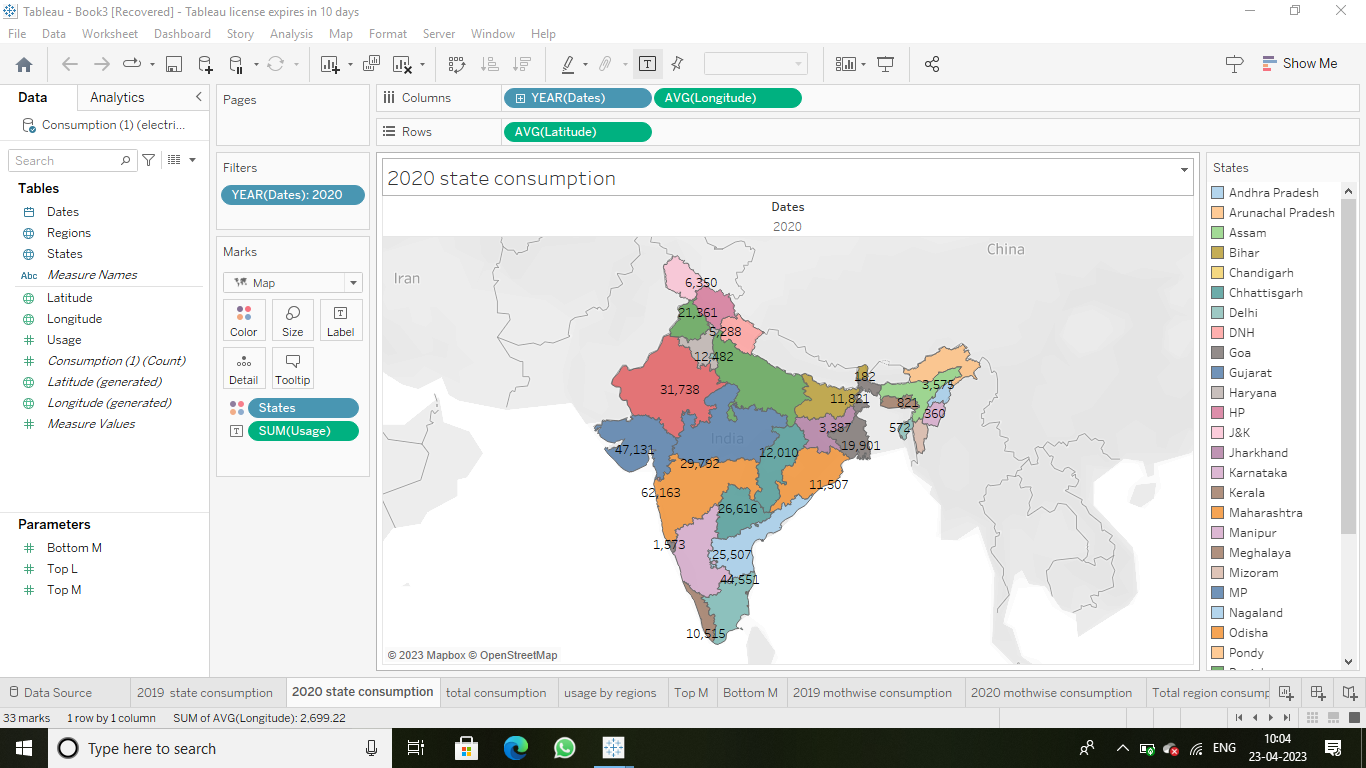 Tableau - Book3 [Recovered] - Tableau license expires in 10 days
File Data Worksheet Dashboard Story Analysis Map Format Server Window Help
Show Me
Data Analytics
Consumption (1) (electri...
Search
Tables
Dates
Regions
States
Abc Measure Names
Latitude
Longitude
Usage
Consumption (1) (Count)
Latitude (generated)
Longitude (generated)
Measure Values
Parameters
Bottom M
Top L
Top M
Pages
Filters
YEAR(Dates): 2020
Marks
Map
Color Size Label
Detail Tooltip
States
SUM(Usage)
Columns YEAR(Dates) AVG(Longitude)
Rows AVG(Latitude)
2020 state consumption
Dates
2020
China
Iran
6,350
21,361
5,288
12,482
182
3,575
31,738
11,821
821
360
3,387
572
India
19,901
47,131
12,010
29,792
11,507
62,163
26,616
1,573
25,507
44,551
10,515
© 2023 Mapbox © OpenStreetMap
States
Andhra Pradesh
Arunachal Pradesh
Assam
Bihar
Chandigarh
Chhattisgarh
Delhi
DNH
Goa
Gujarat
Haryana
HP
J&K
Jharkhand
Karnataka
Kerala
Maharashtra
Manipur
Meghalaya
Mizoram
MP
Nagaland
Odisha
Pondy
Data Source 2019 state consumption 2020 state consumption total consumption usage by regions Top M Bottom M 2019 mothwise consumption 2020 mothwise consumption Total region consump
33 marks 1 row by 1 column SUM of AVG(Longitude): 2,699.22
Type here to search
ENG
10:04
23-04-2023